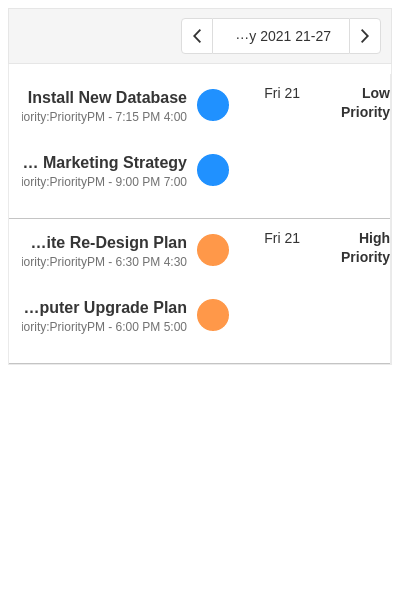 …y 2021 21-27
Low Priority
Fri 21
Install New Database
iority:PriorityPM - 7:15 PM 4:00
… Marketing Strategy
iority:PriorityPM - 9:00 PM 7:00
High Priority
Fri 21
…ite Re-Design Plan
iority:PriorityPM - 6:30 PM 4:30
…puter Upgrade Plan
iority:PriorityPM - 6:00 PM 5:00